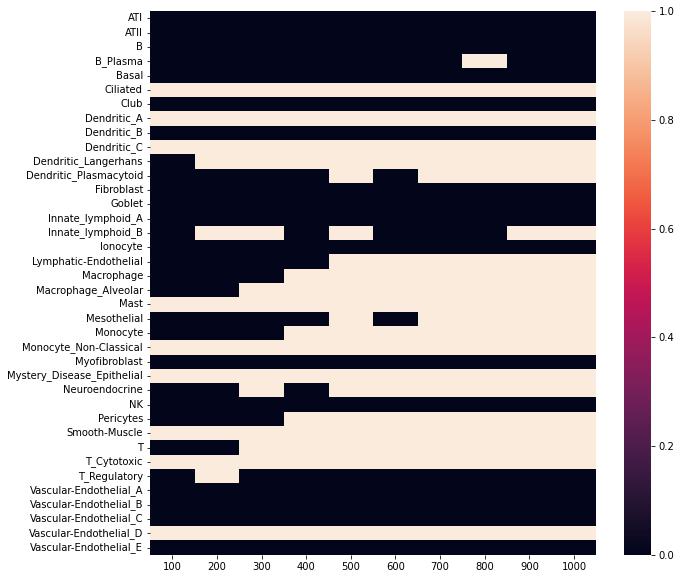 ATI
ATII
B
B_Plasma
Basal
Ciliated
Club
Dendritic_A
Dendritic_B
Dendritic_C
Dendritic_Langerhans
Dendritic_Plasmacytoid
Fibroblast
Goblet
Innate_lymphoid_A
Innate_lymphoid_B
Ionocyte
Lymphatic-Endothelial
Macrophage
Macrophage_Alveolar
Mast
Mesothelial
Monocyte
Monocyte_Non-Classical
Myofibroblast
Mystery_Disease_Epithelial
Neuroendocrine
NK
Pericytes
Smooth-Muscle
T
T_Cytotoxic
T_Regulatory
Vascular-Endothelial_A
Vascular-Endothelial_B
Vascular-Endothelial_C
Vascular-Endothelial_D
Vascular-Endothelial_E
100 200 300 400 500 600 700 800 900 1000
1.0
0.8
0.6
0.4
0.2
0.0